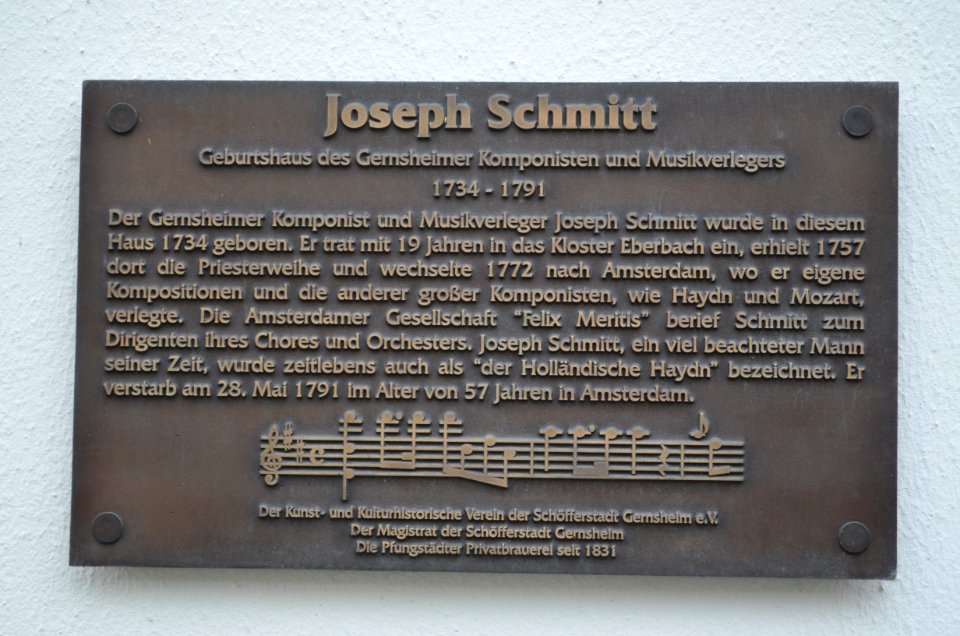 Joseph Schmitt
Geburtshaus des Gernsheimer Komponisten und Musikverlegers
1734 - 1791
Der Gernsheimer Komponist und Musikverleger Joseph Schmitt wurde in diesem
Haus 1734 geboren. Er trat mit 19 Jahren in das Kloster Eberbach ein, erhielt 1757
dort die Priesterweihe und wechselte 1772 nach Amsterdam, wo er eigene
Kompositionen und die anderer großer Komponisten, wie Haydn und Mozart,
verlegte. Die Amsterdamer Gesellschaft "Felix Meritis" berief Schmitt zum
Dirigenten ihres Chores und Orchesters. Joseph Schmitt, ein viel beachteter Mann
seiner Zeit, wurde zeitlebens auch als "der Holländische Haydn" bezeichnet. Er
verstarb am 28. Mai 1791 im Alter von 57 Jahren in Amsterdam.
Der Kunst- und Kulturhistorische Verein der Schöfferstadt Gernsheim e.V.
Der Magistrat der Schöfferstadt Gernsheim
Die Pfungstädter Privatbrauerei seit 1831